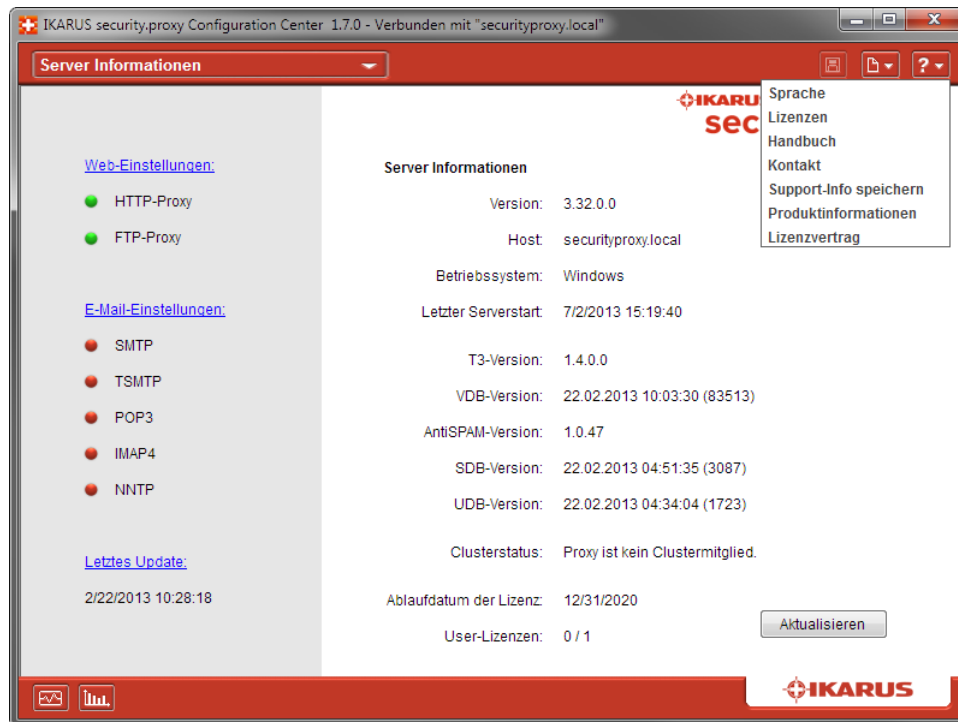 IKARUS security.proxy Configuration Center 1.7.0 - Verbunden mit "securityproxy.local"
Server Informationen
?
Sprache
Lizenzen
Handbuch
Kontakt
Support-Info speichern
Produktinformationen
Lizenzvertrag
Web-Einstellungen:
HTTP-Proxy
FTP-Proxy
E-Mail-Einstellungen:
SMTP
TSMTP
POP3
IMAP4
NNTP
Letztes Update:
2/22/2013 10:28:18
IKARU
sec
Server Informationen
Version: 3.32.0.0
Host: securityproxy.local
Betriebssystem: Windows
Letzter Serverstart: 7/2/2013 15:19:40
T3-Version: 1.4.0.0
VDB-Version: 22.02.2013 10:03:30 (83513)
AntiSPAM-Version: 1.0.47
SDB-Version: 22.02.2013 04:51:35 (3087)
UDB-Version: 22.02.2013 04:34:04 (1723)
Clusterstatus: Proxy ist kein Clustermitglied.
Ablaufdatum der Lizenz: 12/31/2020
User-Lizenzen: 0 / 1
Aktualisieren
IKARUS